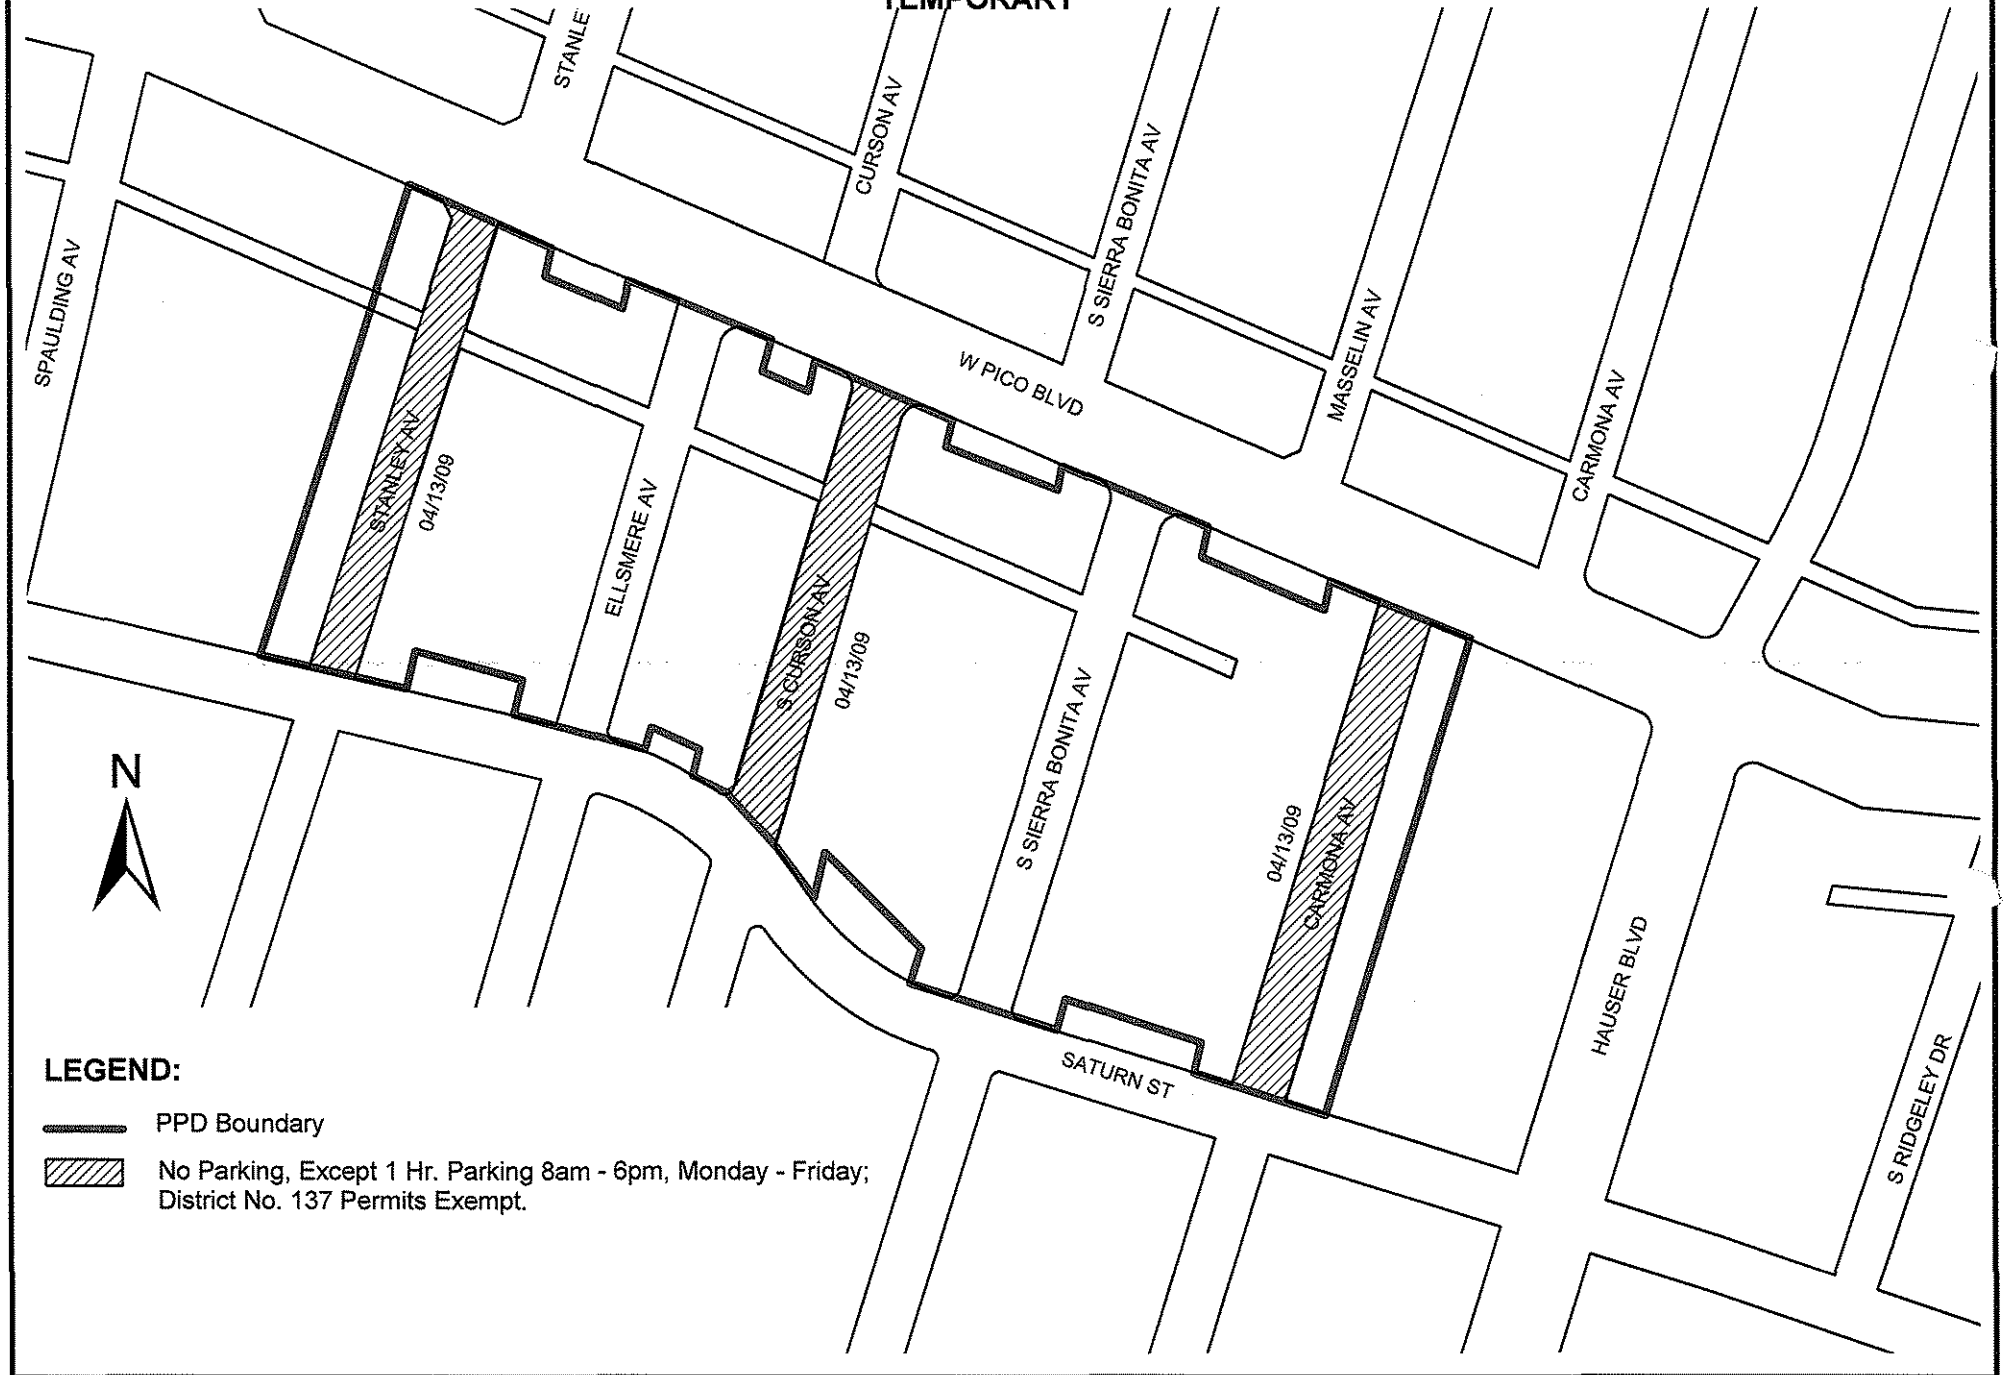 TEMPORARY
STANLE
CURSON AV
S SIERRA BONITA AV
MASSELIN AV
CARMONA AV
SPAULDING AV
W PICO BLVD
STANLEY AV
04/13/09
ELLSMERE AV
S CURSON AV
04/13/09
S SIERRA BONITA AV
04/13/09
CARMONA AV
HAUSER BLVD
S RIDGELEY DR
SATURN ST
N
LEGEND:
PPD Boundary
No Parking, Except 1 Hr. Parking 8am - 6pm, Monday - Friday;
District No. 137 Permits Exempt.